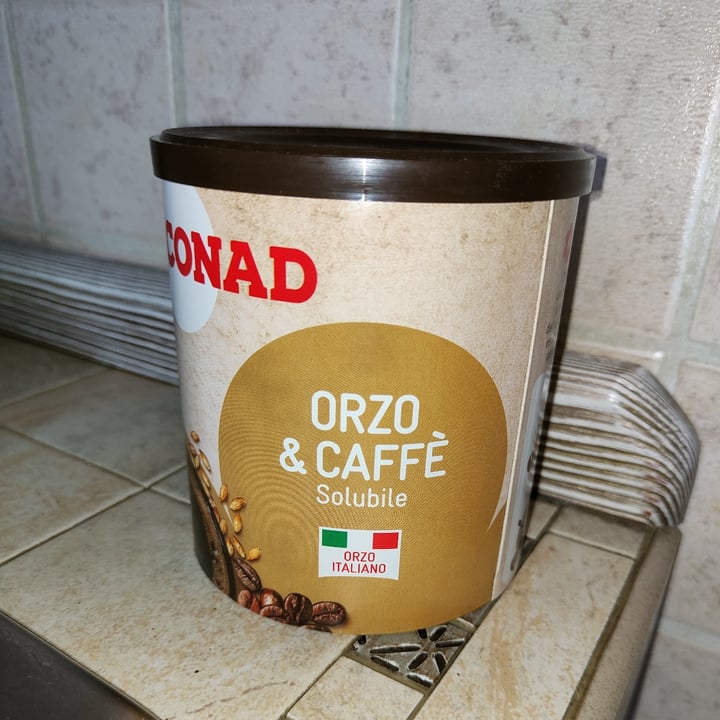 CONAD
ORZO
& CAFFÈ
Solubile
ORZO
ITALIANO